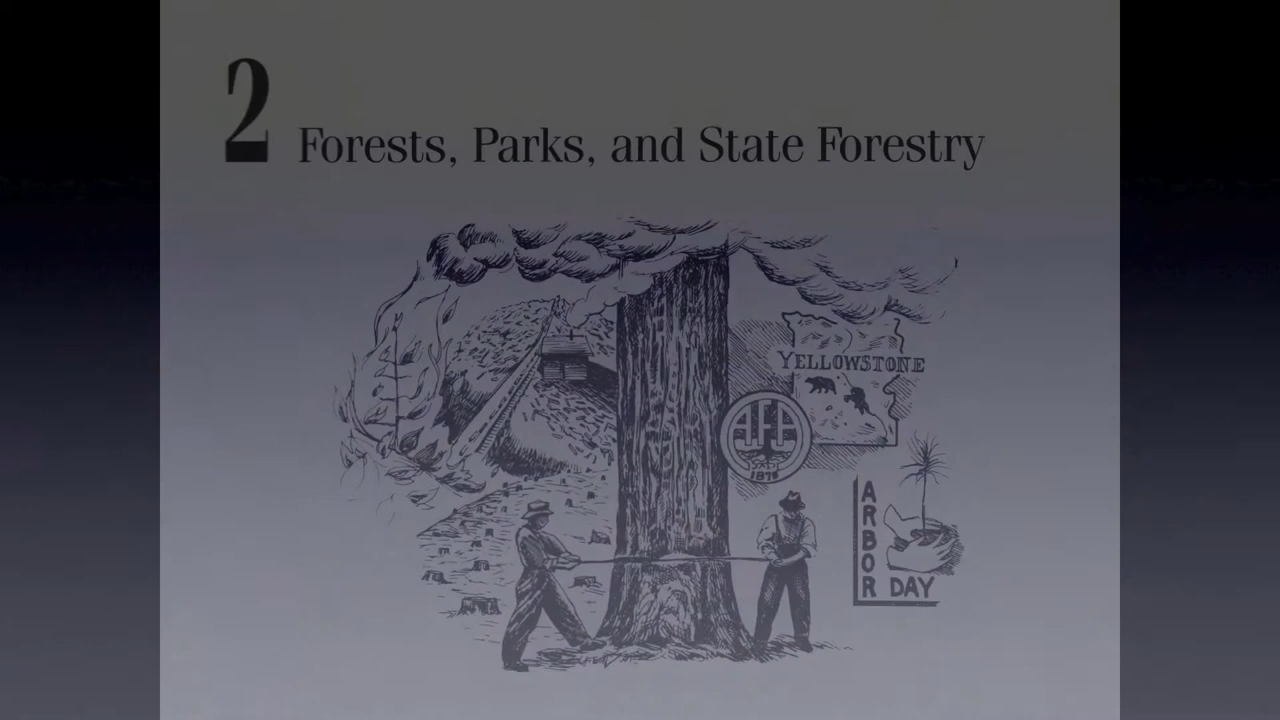 2
Forests, Parks, and State Forestry
YELLOWSTONE
A.F.A
1875
ARBOR DAY